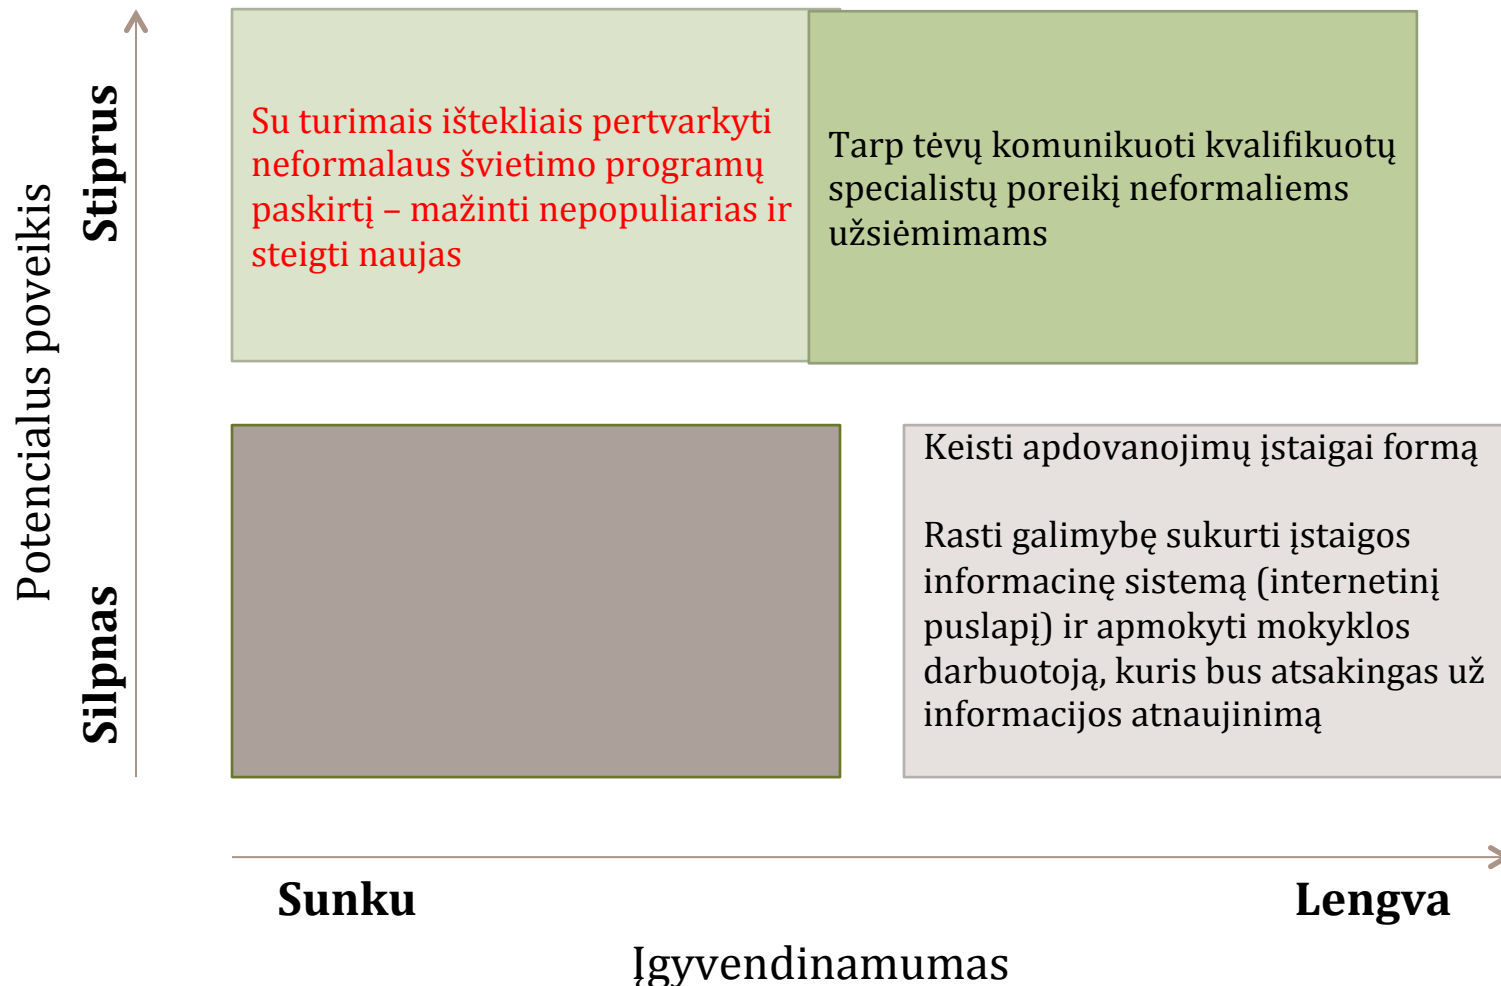 Potencialus poveikis
Stiprus
Silpnas
Su turimais ištekliais pertvarkyti
neformalaus švietimo programų
paskirtį – mažinti nepopuliarias ir
steigti naujas
Tarp tėvų komunikuoti kvalifikuotų
specialistų poreikį neformaliems
užsiėmimams
Keisti apdovanojimų įstaigai formą
Rasti galimybę sukurti įstaigos
informacinę sistemą (internetinį
puslapį) ir apmokyti mokyklos
darbuotoją, kuris bus atsakingas už
informacijos atnaujinimą
Sunku
Lengva
Įgyvendinamumas